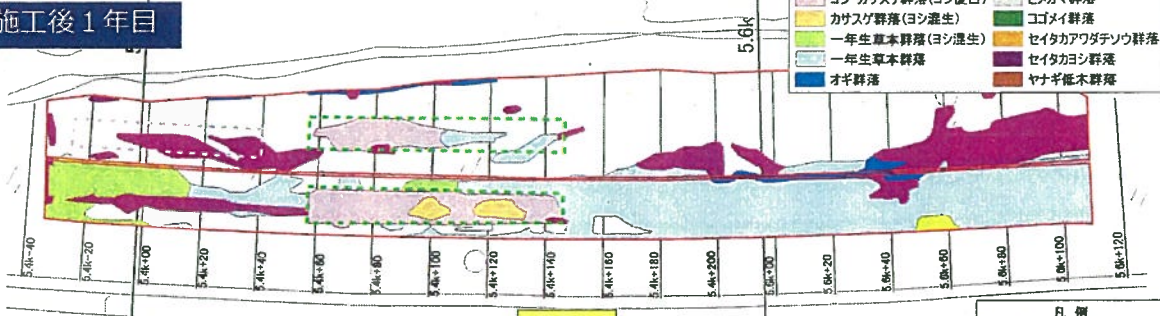 施工後1年目
5.6k
カサスゲ群落(ヨシ混生)
コゴメイ群落
一年生草本群落(ヨシ混生)
セイタカアワダチソウ群落
一年生草本群落
セイタカヨシ群落
オギ群落
ヤナギ低木群落
5.4k-40
5.4k-20
5.4k+00
5.4k+20
5.4k+40
5.4k+60
5.4k+80
5.4k+100
5.4k+120
5.4k+140
5.4k+160
5.4k+180
5.4k+200
5.6k+00
5.6k+20
5.6k+40
5.6k+60
5.6k+80
5.6k+100
5.6k+120
凡 例